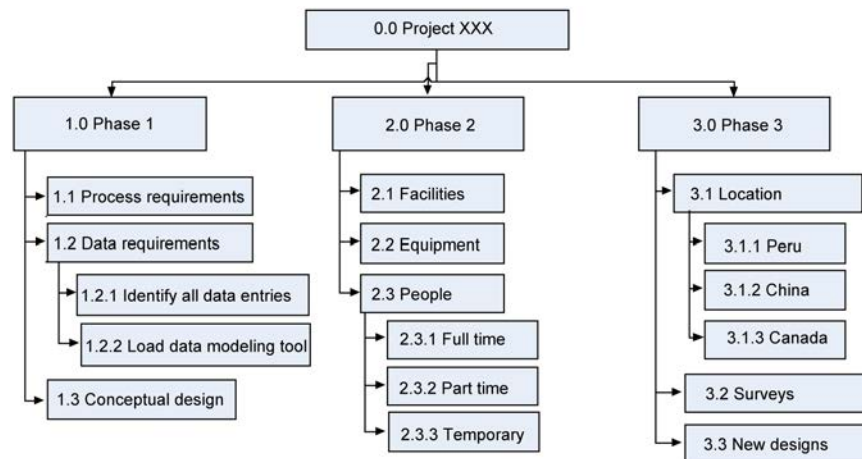 0.0 Project XXX
1.0 Phase 1
1.1 Process requirements
1.2 Data requirements
1.2.1 Identify all data entries
1.2.2 Load data modeling tool
1.3 Conceptual design
2.0 Phase 2
2.1 Facilities
2.2 Equipment
2.3 People
2.3.1 Full time
2.3.2 Part time
2.3.3 Temporary
3.0 Phase 3
3.1 Location
3.1.1 Peru
3.1.2 China
3.1.3 Canada
3.2 Surveys
3.3 New designs